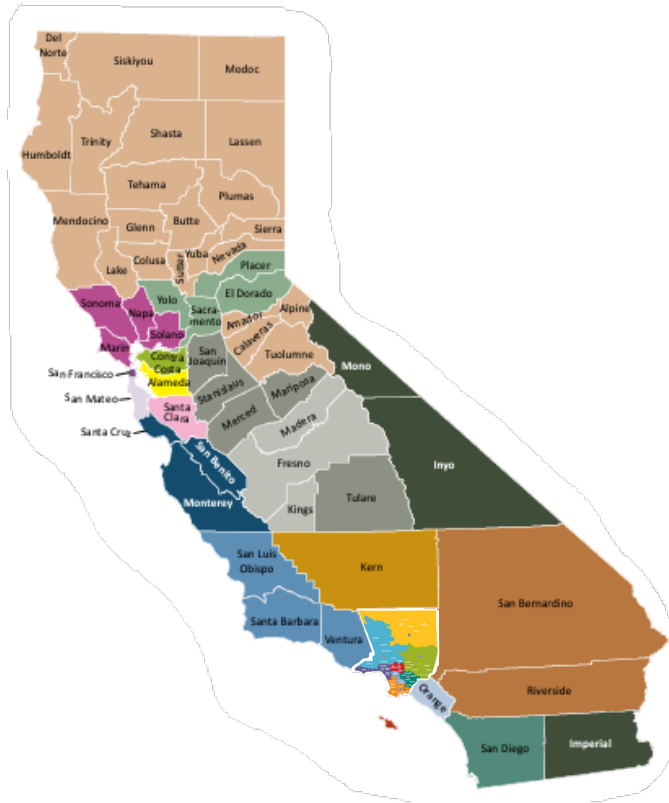 Del
Norte
Siskiyou
Modoc
Humboldt
Trinity
Shasta
Lassen
Tehama
Plumas
Mendocino
Glenn
Butte
Sierra
Lake
Colusa
Sutter
Yuba
Nevada
Placer
El Dorado
Sonoma
Napa
Yolo
Sacra-
mento
Solano
Marin
Amador
Alpine
Calaveras
Tuolumne
Mono
Contra
Costa
San
Joaquin
San Francisco
Alameda
Stanislaus
Mariposa
San Mateo
Santa
Clara
Merced
Madera
Santa Cruz
San Benito
Fresno
Inyo
Monterey
Kings
Tulare
San Luis
Obispo
Kern
San Bernardino
Santa Barbara
Ventura
Orange
Riverside
San Diego
Imperial